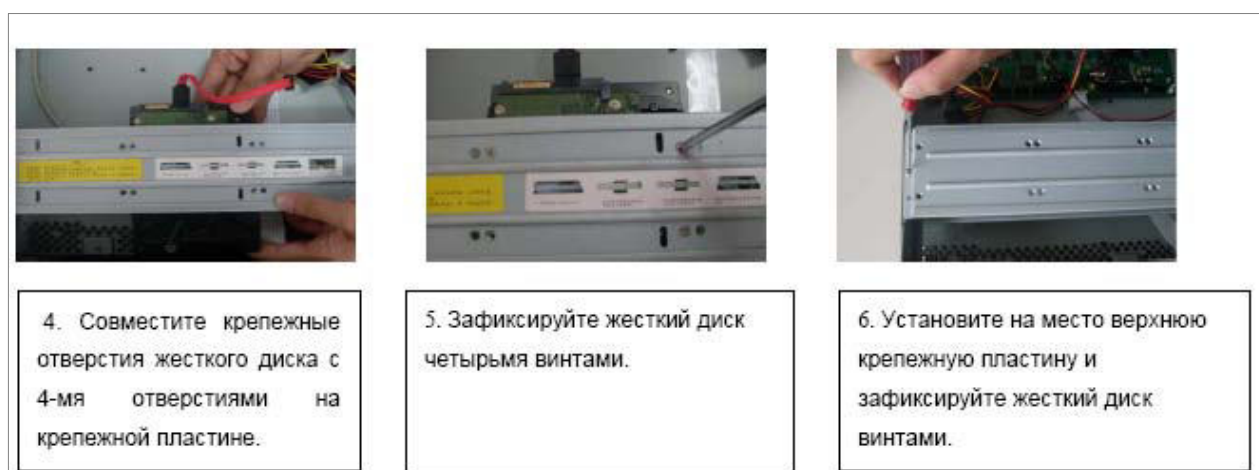 4. Совместите крепежные
отверстия жесткого диска с
4-мя отверстиями на
крепежной пластине.
5. Зафиксируйте жесткий диск
четырьмя винтами.
6. Установите на место верхнюю
крепежную пластину и
зафиксируйте жесткий диск
винтами.